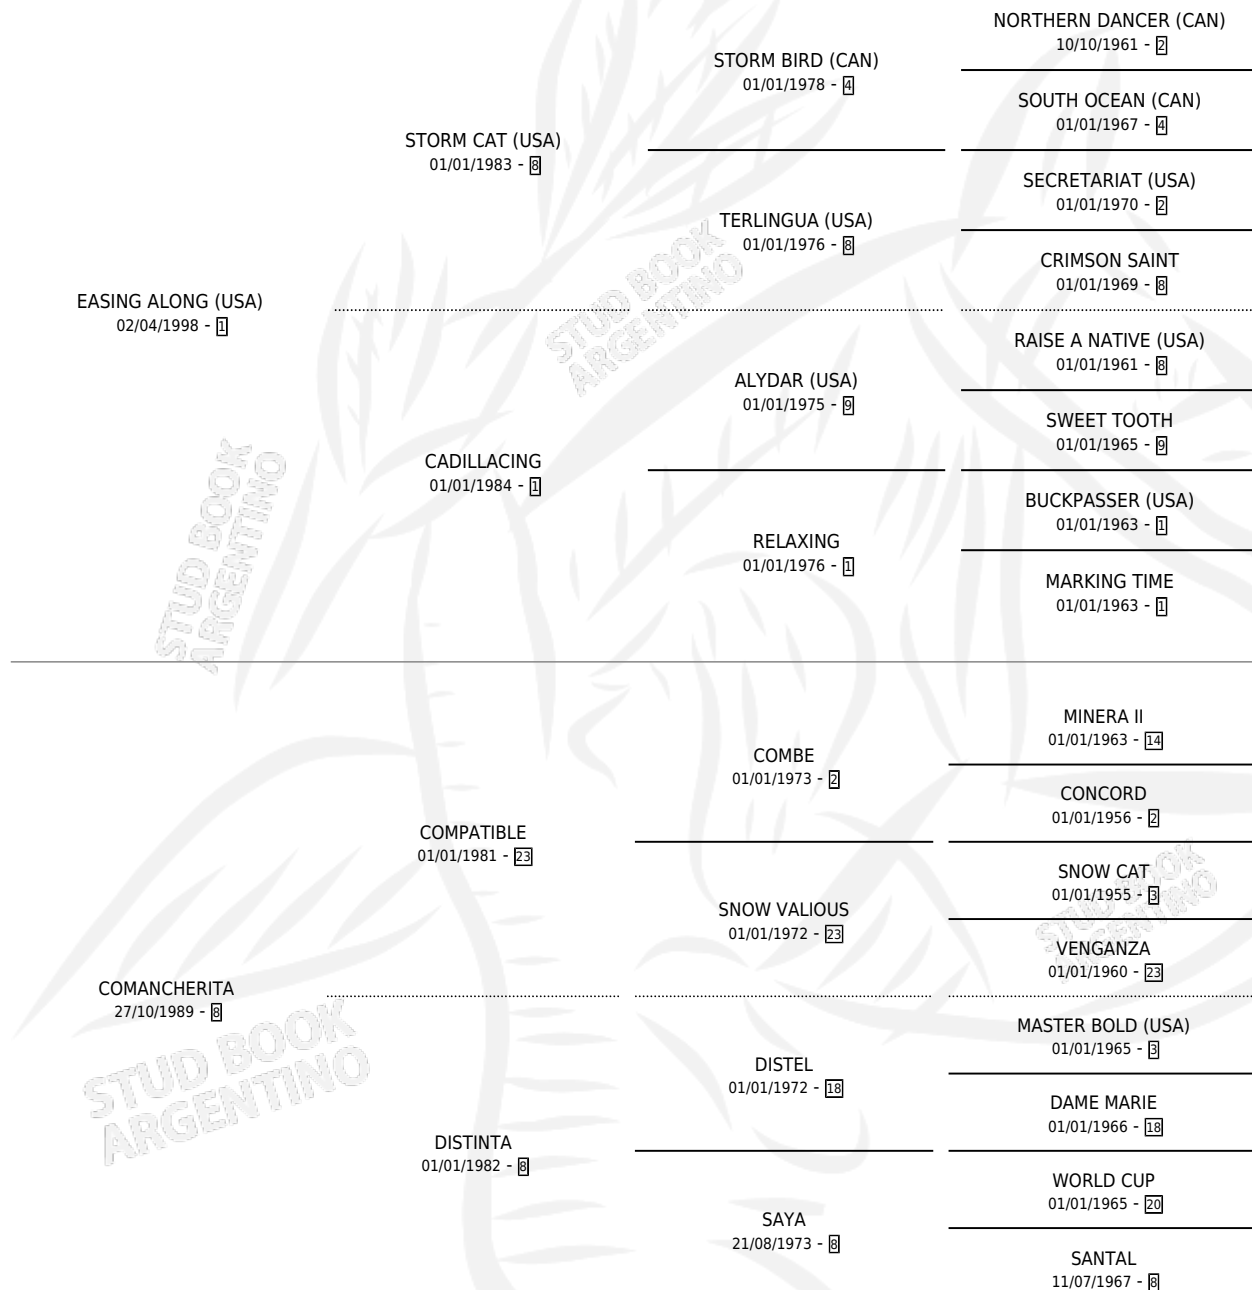 NORTHERN DANCER (CAN)
10/10/1961 - 2
STORM BIRD (CAN)
01/01/1978 - 4
SOUTH OCEAN (CAN)
01/01/1967 - 4
STORM CAT (USA)
01/01/1983 - 8
SECRETARIAT (USA)
01/01/1970 - 2
TERLINGUA (USA)
01/01/1976 - 8
CRIMSON SAINT
01/01/1969 - 8
EASING ALONG (USA)
02/04/1998 - 1
STUD BOOK
ARGENTINO
RAISE A NATIVE (USA)
01/01/1961 - 8
ALYDAR (USA)
01/01/1975 - 9
SWEET TOOTH
01/01/1965 - 9
CADILLACING
01/01/1984 - 1
BUCKPASSER (USA)
01/01/1963 - 1
RELAXING
01/01/1976 - 1
MARKING TIME
01/01/1963 - 1
STUD BOOK
ARGENTINO
MINERA II
01/01/1963 - 14
COMBE
01/01/1973 - 2
CONCORD
01/01/1956 - 2
COMPATIBLE
01/01/1981 - 23
SNOW CAT
01/01/1955 - 3
SNOW VALIOUS
01/01/1972 - 23
STUD BOOK
ARGENTINO
VENGANZA
01/01/1960 - 23
COMANCHERITA
27/10/1989 - 8
STUD BOOK
ARGENTINO
MASTER BOLD (USA)
01/01/1965 - 3
DISTEL
01/01/1972 - 18
DAME MARIE
01/01/1966 - 18
DISTINTA
01/01/1982 - 8
WORLD CUP
01/01/1965 - 20
SAYA
21/08/1973 - 8
SANTAL
11/07/1967 - 8